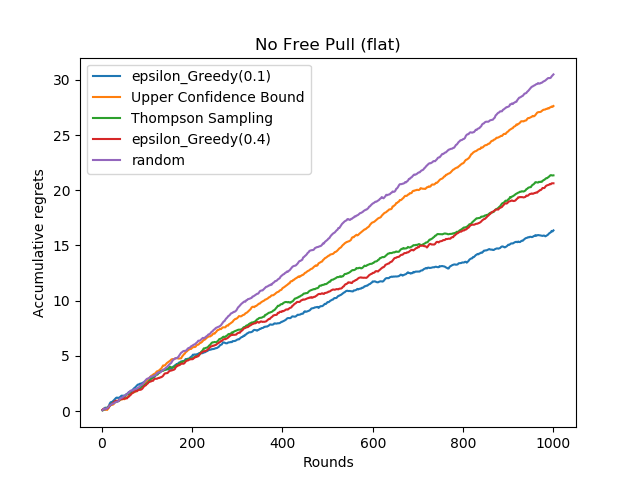 No Free Pull (flat)
epsilon_Greedy(0.1)
Upper Confidence Bound
Thompson Sampling
epsilon_Greedy(0.4)
random
Accumulative regrets
30
25
20
15
10
5
0
0 200 400 600 800 1000
Rounds